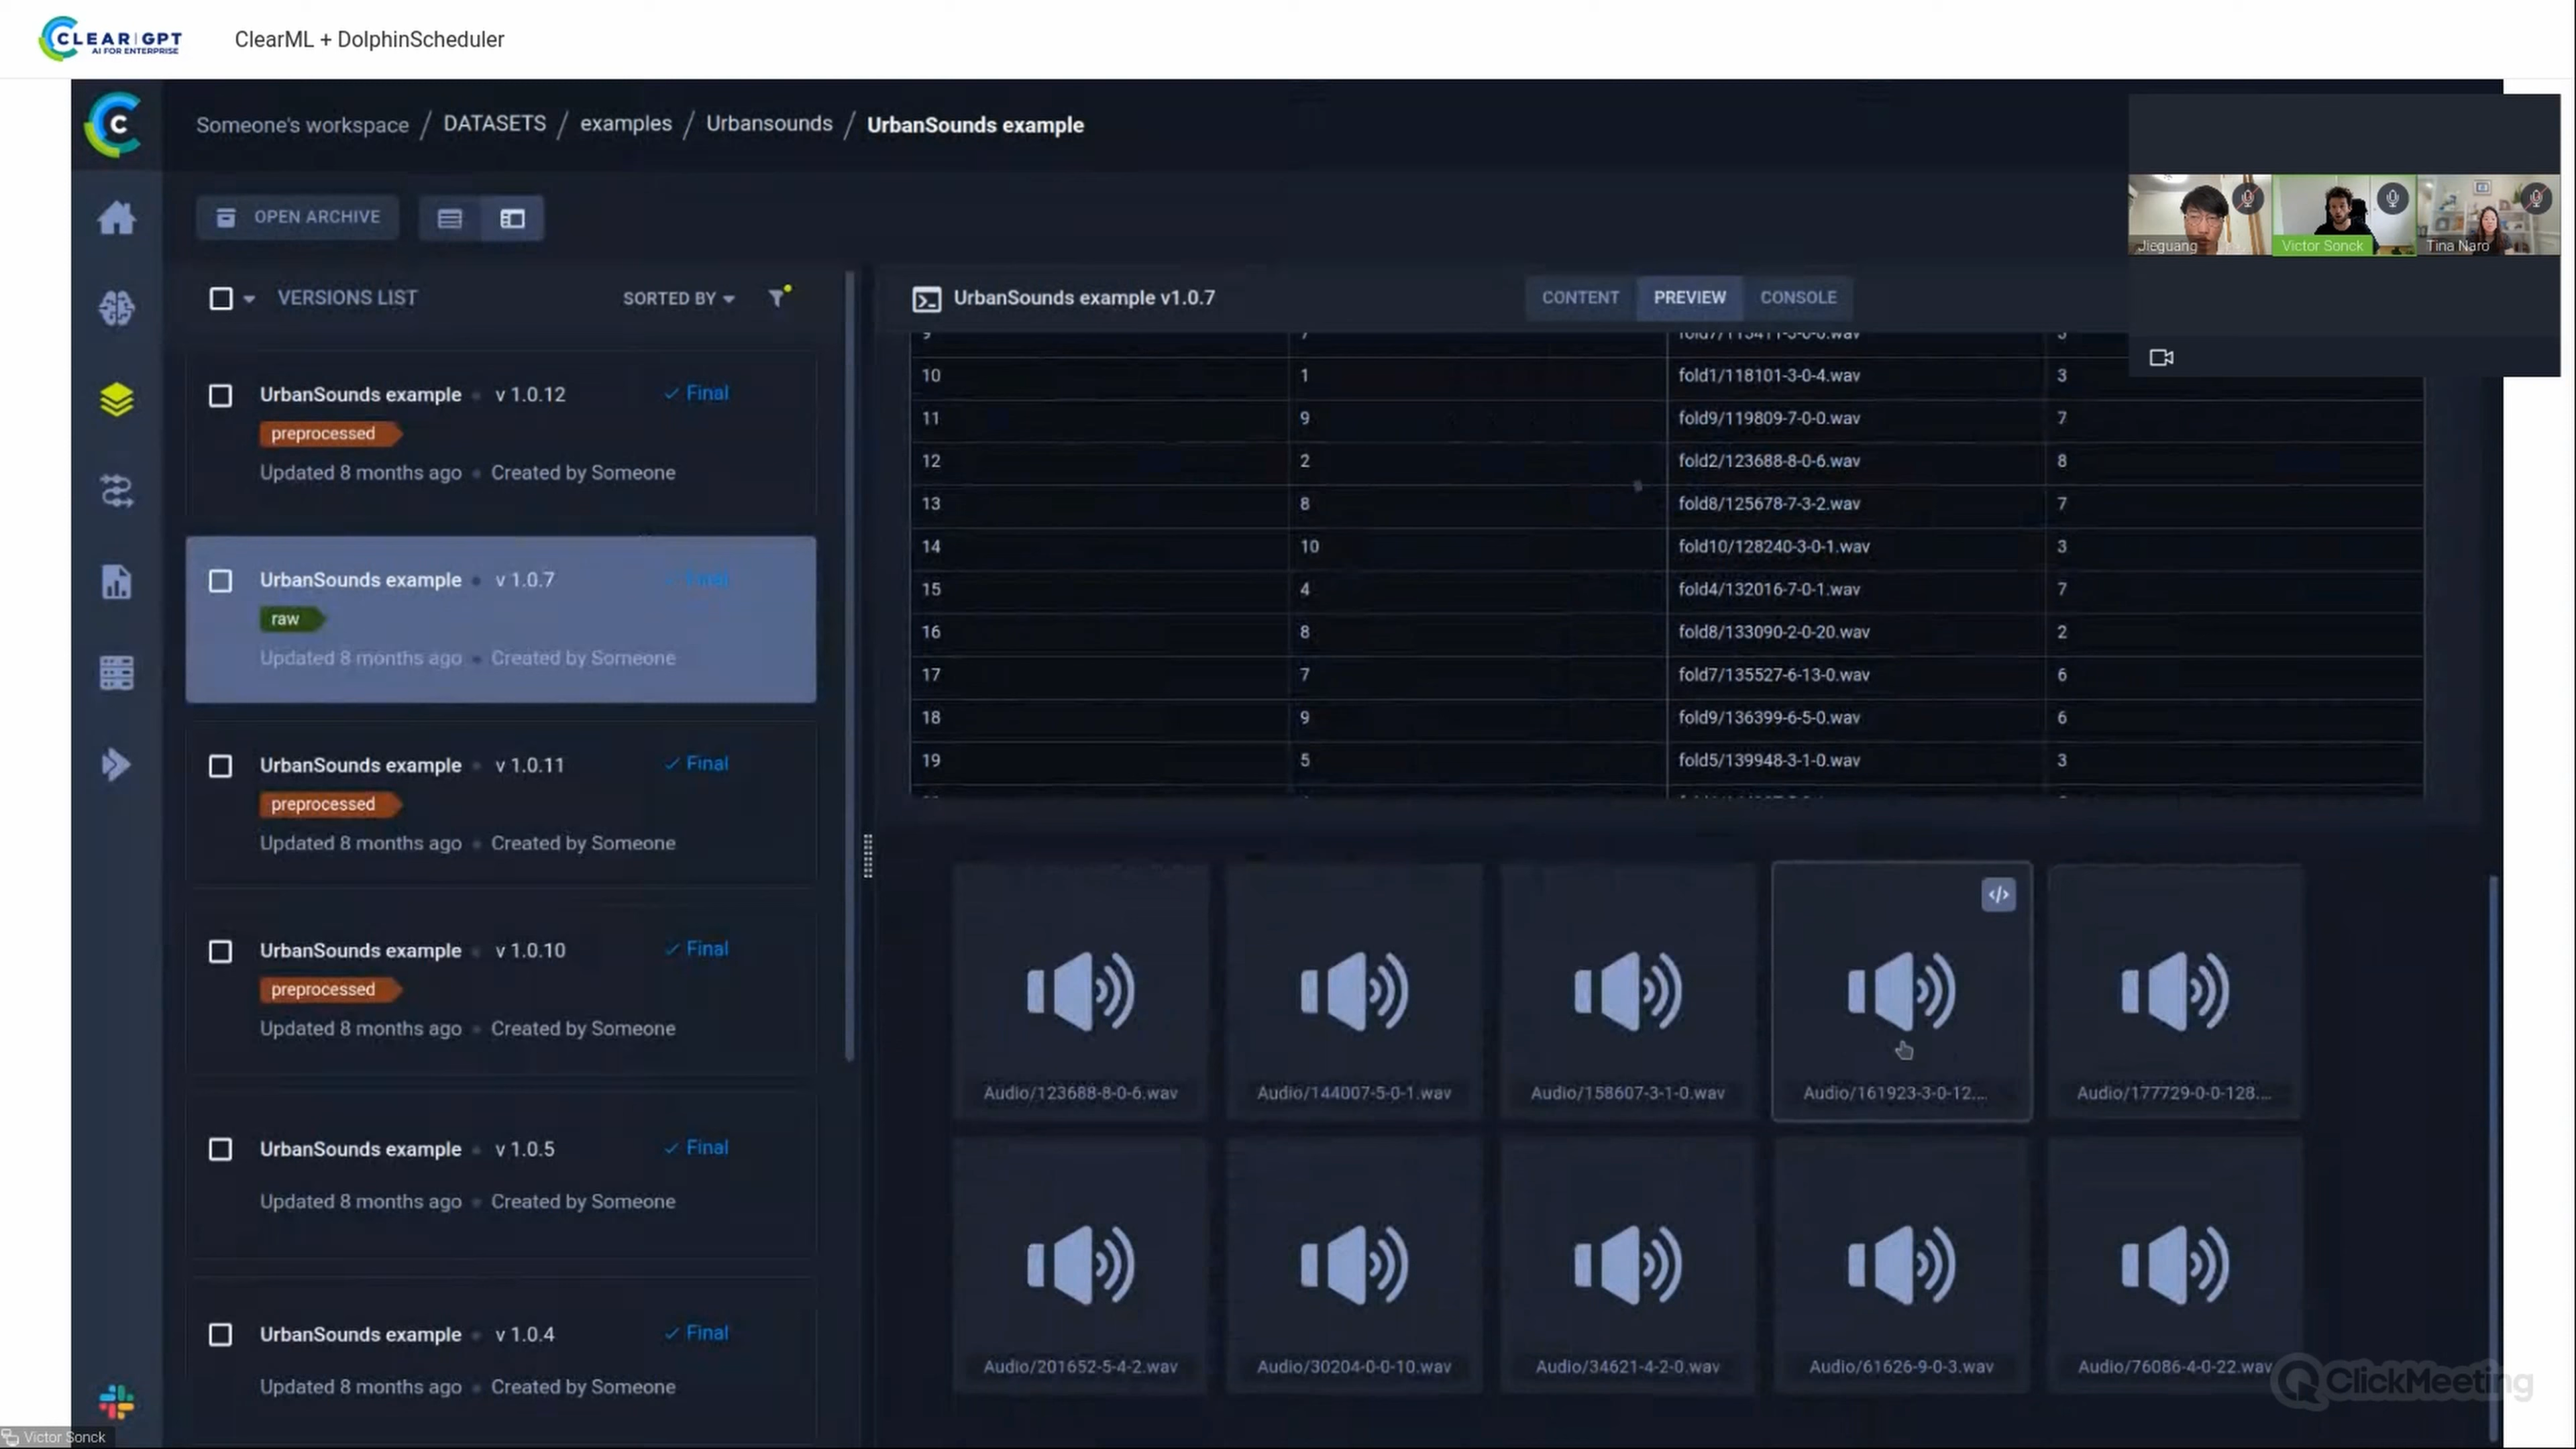 CLEAR|GPT
AI FOR ENTERPRISE
ClearML + DolphinScheduler
Someone's workspace / DATASETS / examples / Urbansounds / UrbanSounds example
OPEN ARCHIVE
Jieguang
Victor Sonck
Tina Naro
VERSIONS LIST
SORTED BY
UrbanSounds example v1.0.7
CONTENT
PREVIEW
CONSOLE
UrbanSounds example v 1.0.12 Final
preprocessed
Updated 8 months ago Created by Someone
UrbanSounds example v 1.0.7 Final
raw
Updated 8 months ago Created by Someone
UrbanSounds example v 1.0.11 Final
preprocessed
Updated 8 months ago Created by Someone
UrbanSounds example v 1.0.10 Final
preprocessed
Updated 8 months ago Created by Someone
UrbanSounds example v 1.0.5 Final
Updated 8 months ago Created by Someone
UrbanSounds example v 1.0.4 Final
Updated 8 months ago Created by Someone
10 1 fold1/118101-3-0-4.wav 3
11 9 fold9/119809-7-0-0.wav 7
12 2 fold2/123688-8-0-6.wav 8
13 8 fold8/125678-7-3-2.wav 7
14 10 fold10/128240-3-0-1.wav 3
15 4 fold4/132016-7-0-1.wav 7
16 8 fold8/133090-2-0-20.wav 2
17 7 fold7/135527-6-13-0.wav 6
18 9 fold9/136399-6-5-0.wav 6
19 5 fold5/139948-3-1-0.wav 3
Audio/123688-8-0-6.wav
Audio/144007-5-0-1.wav
Audio/158607-3-1-0.wav
Audio/161923-3-0-12....
Audio/177729-0-0-128....
Audio/201652-5-4-2.wav
Audio/30204-0-0-10.wav
Audio/34621-4-2-0.wav
Audio/61626-9-0-3.wav
Audio/76086-4-0-22.wav
ClickMeeting
Victor Sonck